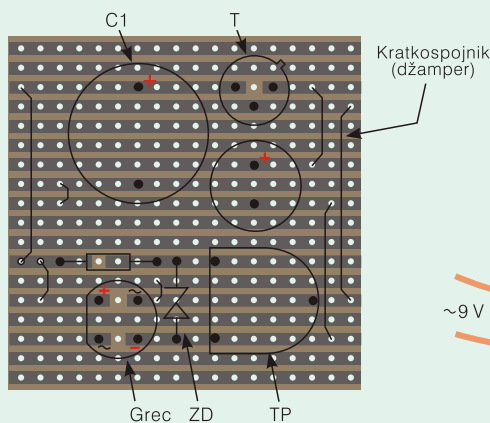 C1
T
Kratkospojnik
(džamper)
+
+
~9 V
+
~
~
-
Grec
ZD
TP